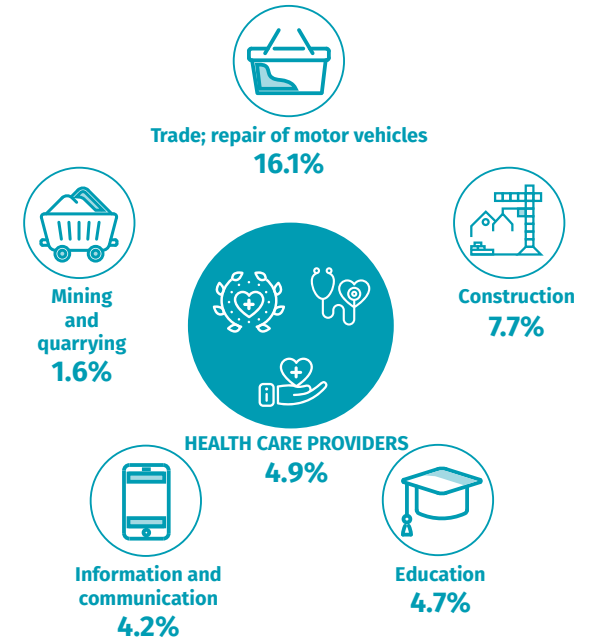 Trade; repair of motor vehicles
16.1%
Mining
and
quarrying
1.6%
Construction
7.7%
HEALTH CARE PROVIDERS
4.9%
Information and
communication
4.2%
Education
4.7%